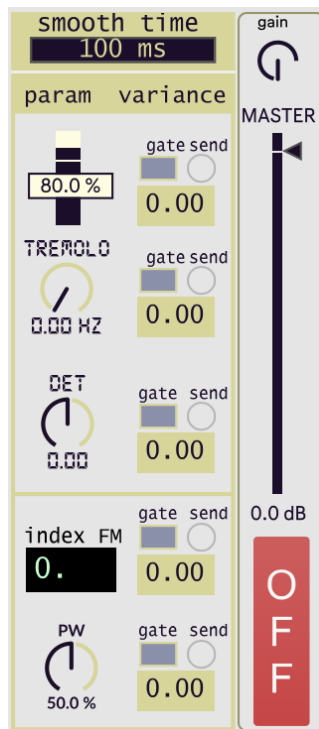 smooth time
100 ms
param variance
gate send
80.0 %
0.00
TREMOLO
gate send
0.00 HZ
0.00
DET
gate send
0.00
0.00
index FM
gate send
0.
0.00
PW
gate send
50.0 %
0.00
gain
MASTER
0.0 dB
O
F
F